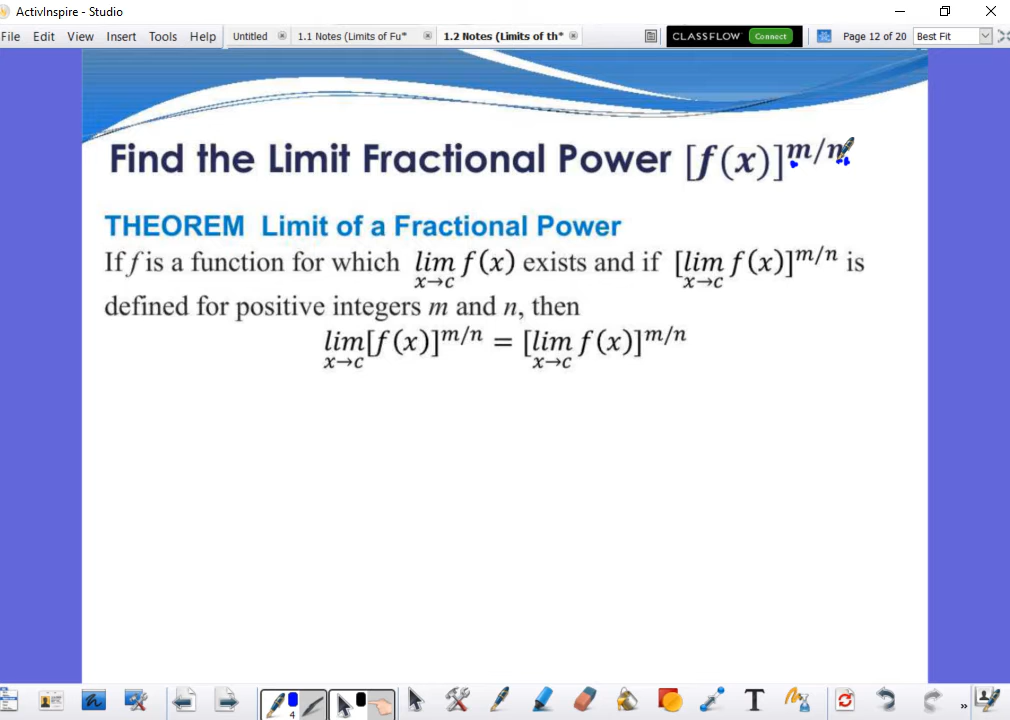 ActivInspire - Studio
File Edit View Insert Tools Help Untitled 1.1 Notes (Limits of Fu* 1.2 Notes (Limits of th* CLASSFLOW Connect Page 12 of 20 Best Fit
Find the Limit Fractional Power [f(x)]^m/n
THEOREM Limit of a Fractional Power
If f is a function for which lim x→c f(x) exists and if [lim x→c f(x)]^m/n is
defined for positive integers m and n, then
lim x→c [f(x)]^m/n = [lim x→c f(x)]^m/n
4 T »